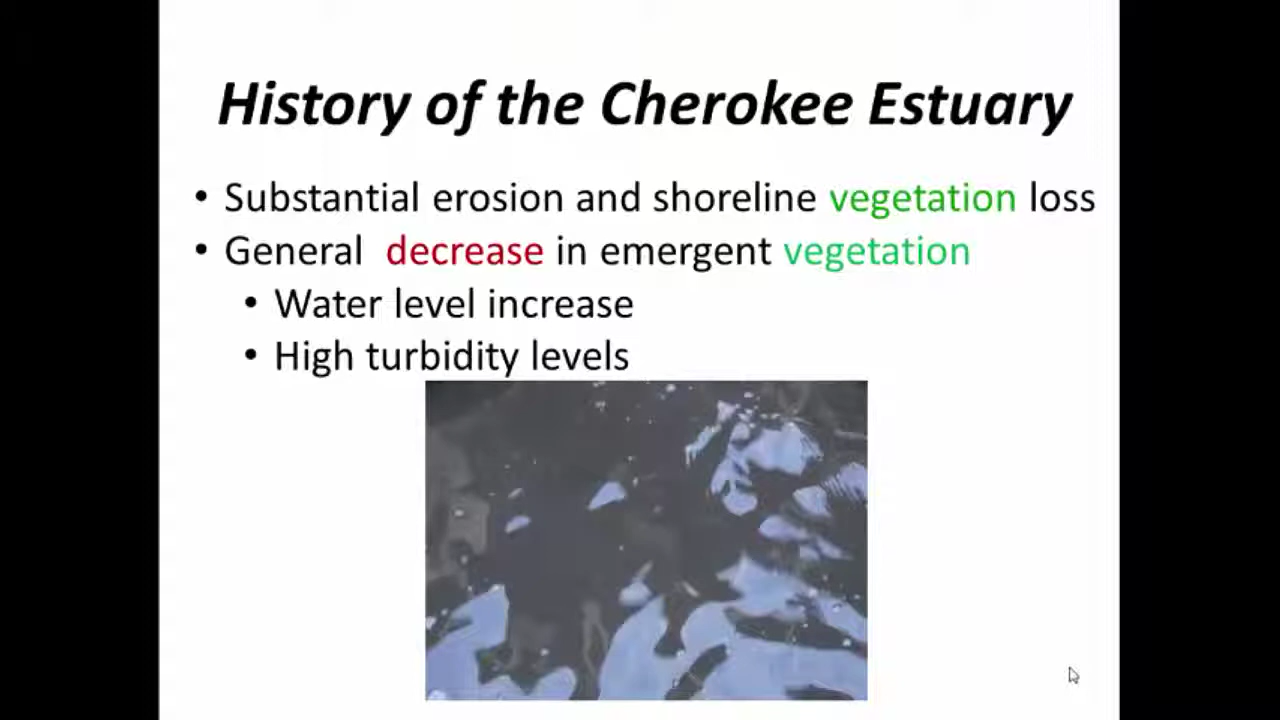 History of the Cherokee Estuary
• Substantial erosion and shoreline vegetation loss
• General decrease in emergent vegetation
• Water level increase
• High turbidity levels